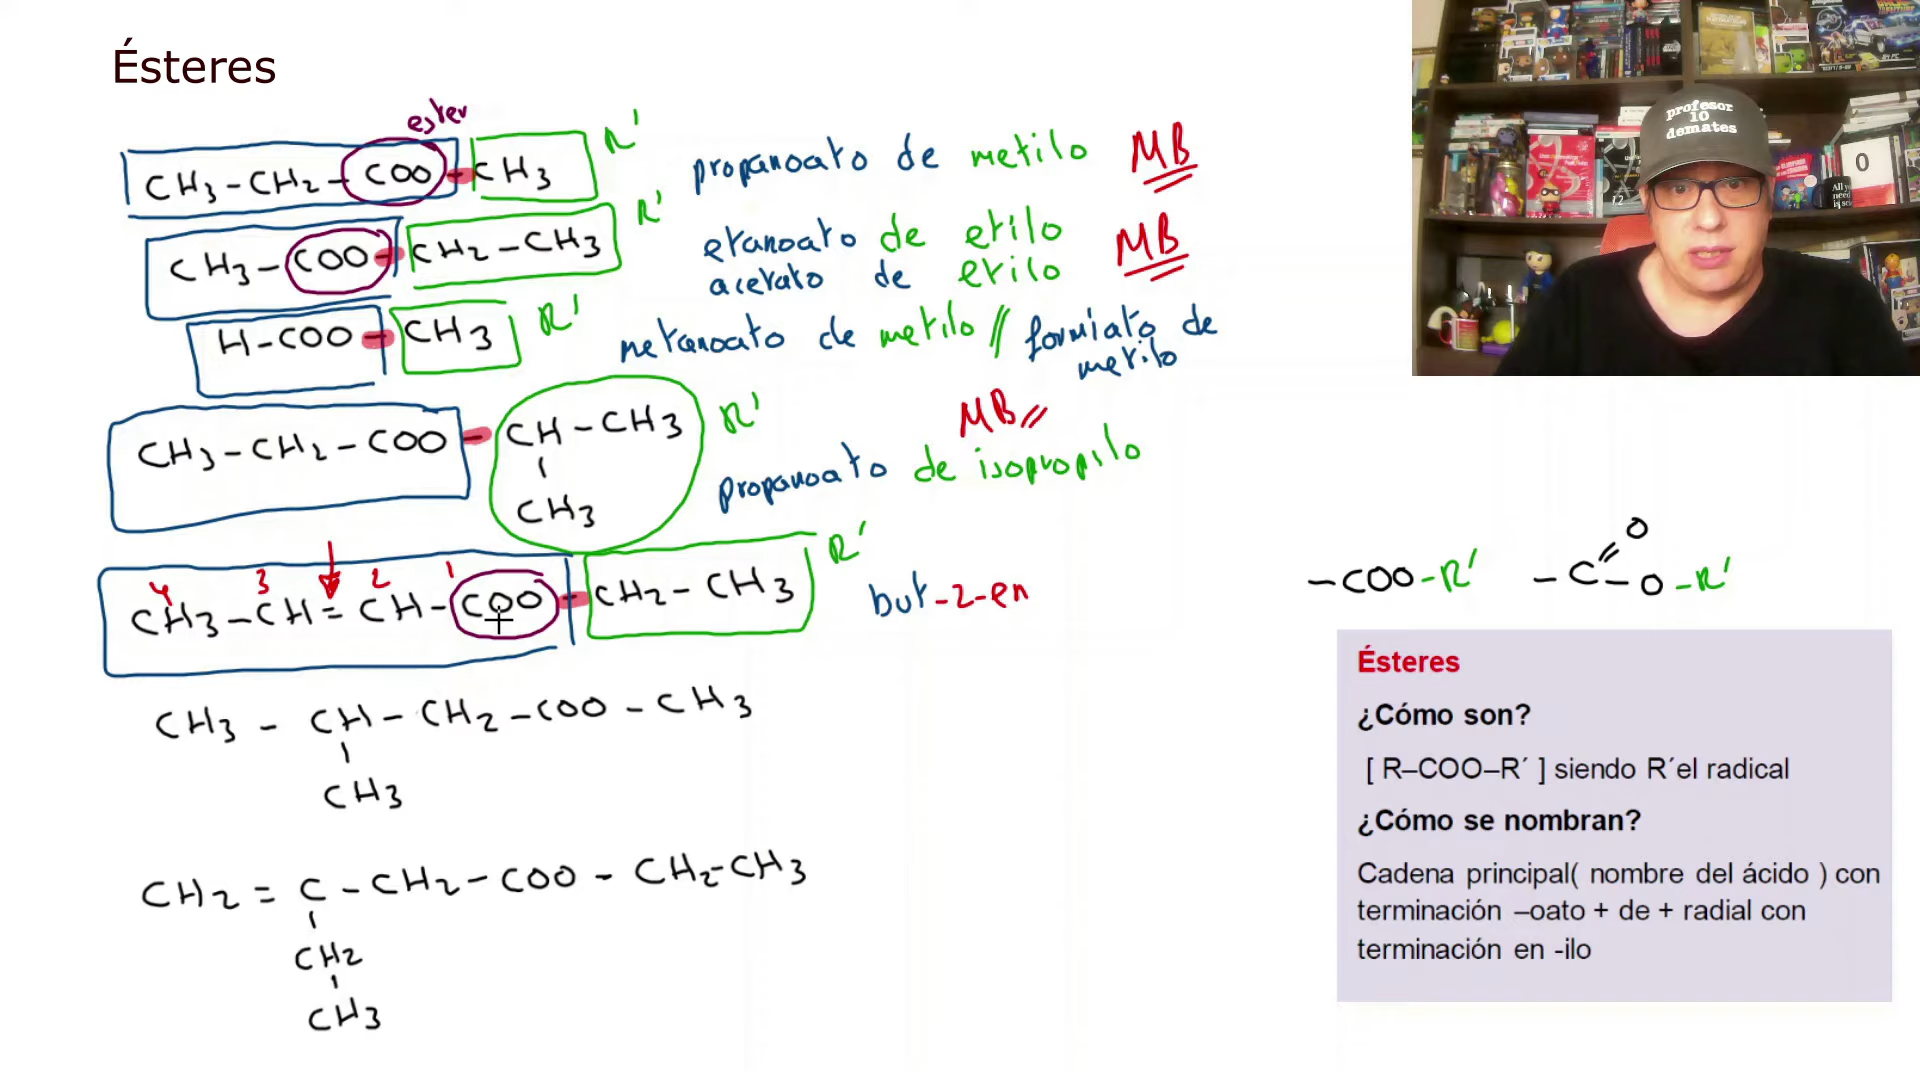 Ésteres
ester
CH3-CH2-COO-CH3 R'
propanoato de metilo MB
CH3-COO-CH2-CH3 R'
etanoato de etilo MB
acetato de etilo
H-COO-CH3 R'
metanoato de metilo // formiato de
metilo
CH3-CH2-COO-CH-CH3 R'
CH3
MB
propanoato de isopropilo
4 3 2 1
CH3-CH=CH-COO-CH2-CH3 R'
but-2-en
CH3-CH-CH2-COO-CH3
CH3
CH2=C-CH2-COO-CH2-CH3
CH2
CH3
-COO-R'
O
-C-O-R'
Ésteres
¿Cómo son?
[ R–COO–R´ ] siendo R´el radical
¿Cómo se nombran?
Cadena principal( nombre del ácido ) con
terminación –oato + de + radial con
terminación en -ilo
profesor
10
demates
0